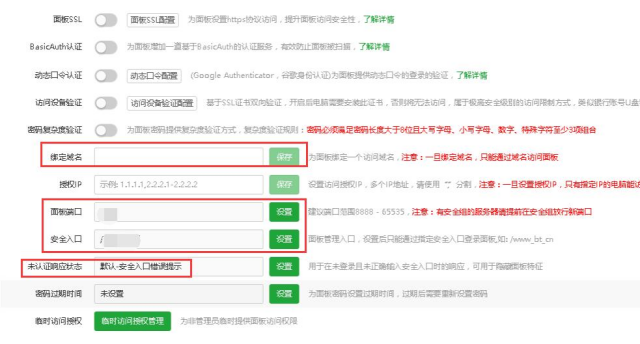 面板SSL 面板SSL配置 为面板设置https协议访问，提升面板访问安全性，了解详情
BasicAuth认证 为面板增加一道基于BasicAuth的认证服务，有效防止面板被扫描，了解详情
动态口令认证 动态口令配置 (Google Authenticator，谷歌身份认证)为面板提供动态口令的登录的验证，了解详情
访问设备验证 访问设备验证配置 基于SSL证书双向验证，开启后电脑需要安装此证书，否则将无法访问，属于极高安全级别的访问限制方式，类似银行账号U盾
密码复杂度验证 为面板密码提供复杂度验证方式，复杂度验证规则：密码必须满足密码长度大于8位且大写字母、小写字母、数字、特殊字符至少3项组合
绑定域名 保存 为面板绑定一个访问域名，注意：一旦绑定域名，只能通过域名访问面板
授权IP 示例: 1.1.1.1,2.2.2.1-2.2.2.2 保存 设置访问授权IP，多个IP地址，请使用 分割，注意：一旦设置授权IP，只有指定IP的电脑能访
面板端口 设置 建议端口范围8888 - 65535，注意：有安全组的服务器请提前在安全组放行新端口
安全入口 / 设置 面板管理入口，设置后只能通过指定安全入口登录面板,如: /www_bt_cn
未认证响应状态 默认-安全入口错误提示 设置 用于在未登录且未正确输入安全入口时的响应，可用于隐藏面板特征
密码过期时间 未设置 设置 为面板密码设置过期时间，过期后需要重新设置密码
临时访问授权 临时访问授权管理 为非管理员临时提供面板访问权限